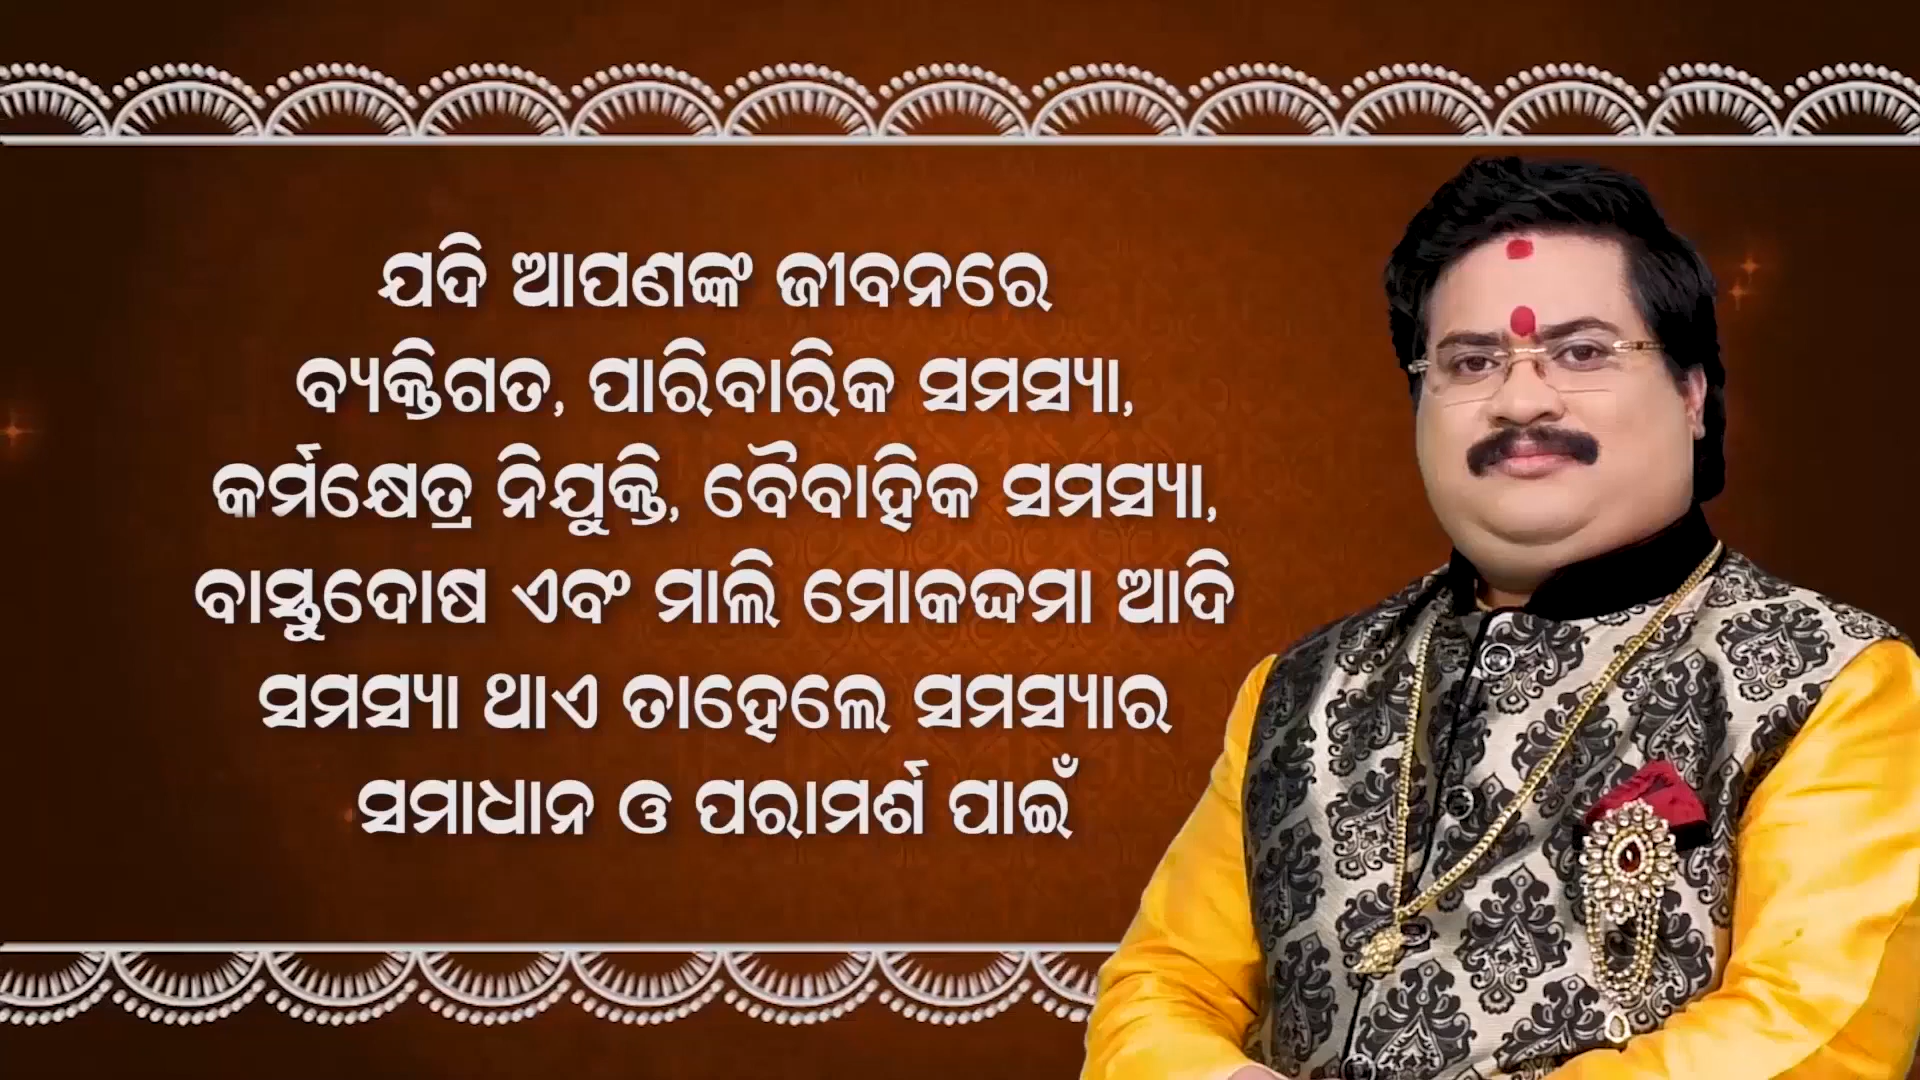 ଯଦି ଆପଣଙ୍କ ଜୀବନରେ
ବ୍ୟକ୍ତିଗତ, ପାରିବାରିକ ସମସ୍ୟା,
କର୍ମକ୍ଷେତ୍ର ନିଯୁକ୍ତି, ବୈବାହିକ ସମସ୍ୟା,
ବାସ୍ତୁଦୋଷ ଏବଂ ମାଲି ମୋକଦ୍ଦମା ଆଦି
ସମସ୍ୟା ଥାଏ ତାହେଲେ ସମସ୍ୟାର
ସମାଧାନ ଓ ପରାମର୍ଶ ପାଇଁ